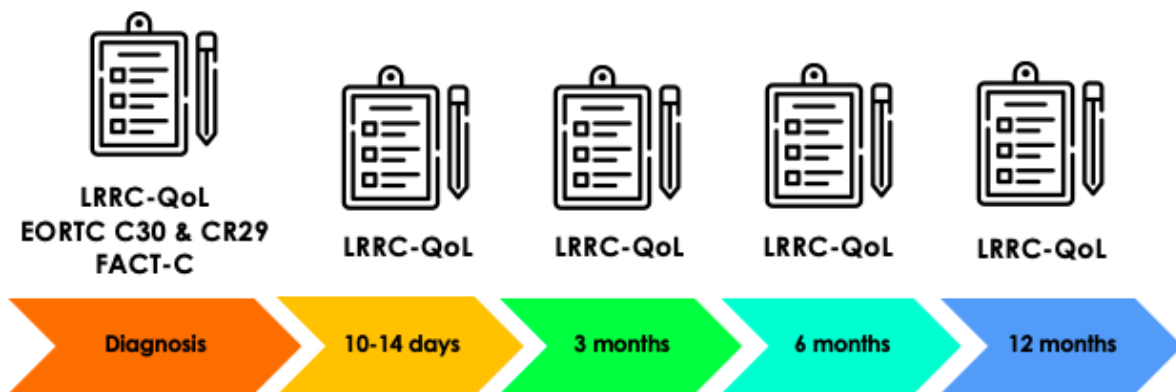 LRRC-QoL
EORTC C30 & CR29
FACT-C
LRRC-QoL
LRRC-QoL
LRRC-QoL
LRRC-QoL
Diagnosis
10-14 days
3 months
6 months
12 months